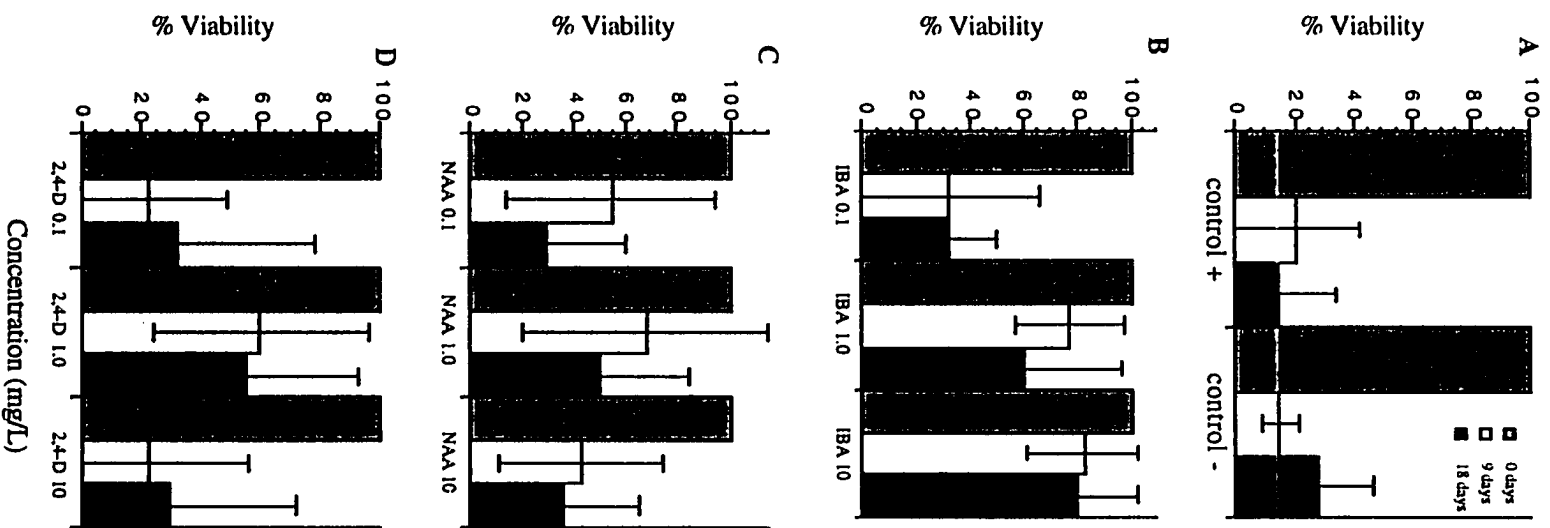 A
% Viability
100
80
60
40
20
0
control +
control -
0 days
9 days
18 days
B
% Viability
100
80
60
40
20
0
IBA 0.1
IBA 1.0
IBA 10
C
% Viability
100
80
60
40
20
0
NAA 0.1
NAA 1.0
NAA 10
D
% Viability
100
80
60
40
20
0
2,4-D 0.1
2,4-D 1.0
2,4-D 10
Concentration (mg/L)